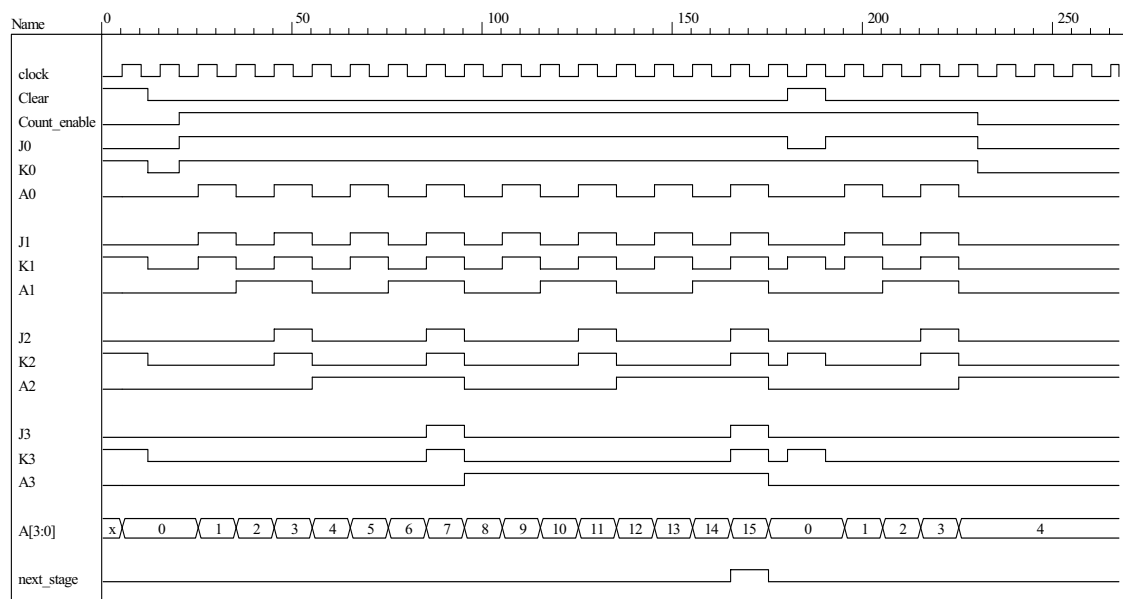 Name 0 50 100 150 200 250
clock
Clear
Count_enable
J0
K0
A0
J1
K1
A1
J2
K2
A2
J3
K3
A3
A[3:0] x 0 1 2 3 4 5 6 7 8 9 10 11 12 13 14 15 0 1 2 3 4
next_stage